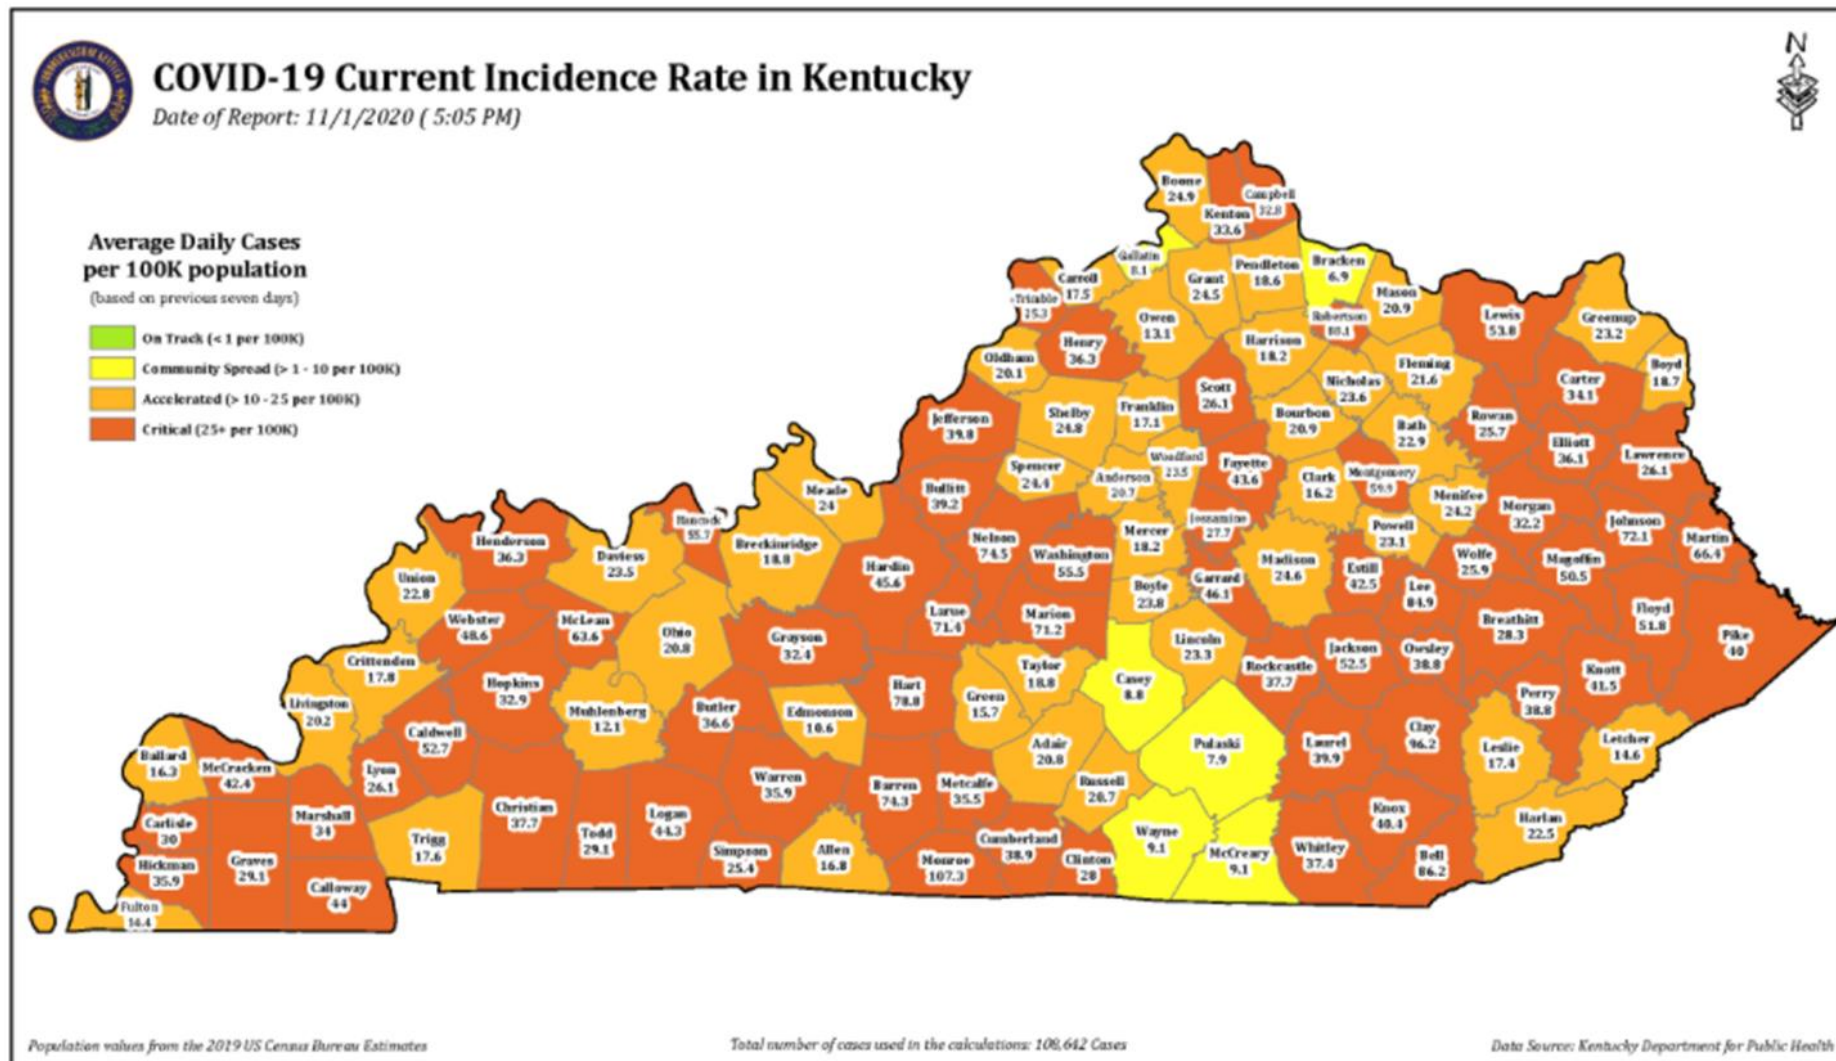 COVID-19 Current Incidence Rate in Kentucky
Date of Report: 11/1/2020 ( 5:05 PM)
N
Average Daily Cases
per 100K population
(based on previous seven days)
On Track (< 1 per 100K)
Community Spread (> 1 - 10 per 100K)
Accelerated (> 10 - 25 per 100K)
Critical (25+ per 100K)
Boone
24.9
Kenton
33.6
Campbell
32.8
Gallatin
8.1
Carroll
17.5
Trimble
25.3
Grant
24.5
Pendleton
18.6
Bracken
6.9
Mason
20.9
Robertson
Lewis
53.8
Greenup
23.2
Boyd
18.7
Owen
13.1
Henry
36.3
Oldham
20.1
Harrison
18.2
Fleming
21.6
Nicholas
23.6
Carter
34.1
Scott
26.1
Jefferson
39.8
Shelby
24.8
Franklin
17.1
Bourbon
20.9
Bath
22.9
Rowan
25.7
Elliott
36.1
Lawrence
26.1
Woodford
23.5
Fayette
43.6
Spencer
24.4
Anderson
20.7
Clark
16.2
Montgomery
59.9
Menifee
24.2
Meade
24
Bullitt
39.2
Morgan
32.2
Johnson
72.1
Martin
66.4
Hancock
55.7
Henderson
36.3
Daviess
23.5
Breckinridge
18.8
Nelson
74.5
Washington
55.5
Mercer
18.2
Jessamine
27.7
Powell
23.1
Wolfe
25.9
Magoffin
50.5
Union
22.8
Hardin
45.6
Madison
24.6
Estill
42.5
Lee
84.9
Boyle
23.8
Garrard
46.1
Webster
48.6
McLean
63.6
Ohio
20.8
Grayson
32.4
Larue
71.4
Marion
71.2
Breathitt
28.3
Floyd
51.8
Pike
40
Lincoln
23.3
Rockcastle
37.7
Jackson
52.5
Owsley
38.8
Knott
41.5
Crittenden
17.8
Hopkins
32.9
Hart
78.8
Taylor
18.8
Green
15.7
Casey
8.8
Perry
38.8
Livingston
20.2
Muhlenberg
12.1
Butler
36.6
Edmonson
10.6
Caldwell
52.7
Adair
20.8
Pulaski
7.9
Laurel
39.9
Clay
96.2
Leslie
17.4
Letcher
14.6
Ballard
16.3
McCracken
42.4
Lyon
26.1
Warren
35.9
Barren
74.3
Metcalfe
35.5
Russell
20.7
Christian
37.7
Logan
44.3
Marshall
34
Carlisle
30
Trigg
17.6
Todd
29.1
Simpson
25.4
Allen
16.8
Monroe
107.3
Cumberland
38.9
Clinton
28
Wayne
9.1
McCreary
9.1
Whitley
37.4
Knox
40.4
Bell
86.2
Harlan
22.5
Hickman
35.9
Graves
29.1
Calloway
44
Fulton
Population values from the 2019 US Census Bureau Estimates
Total number of cases used in the calculations: 108,642 Cases
Data Source: Kentucky Department for Public Health